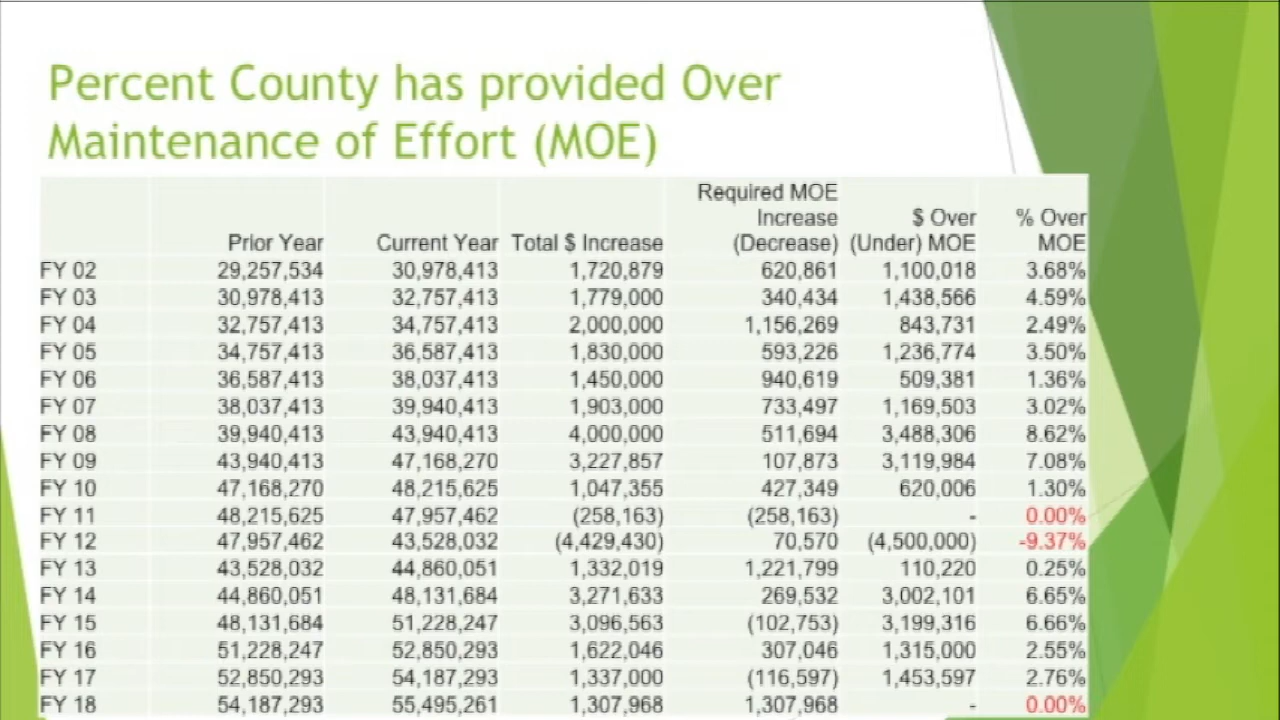 Percent County has provided Over
Maintenance of Effort (MOE)
Required MOE
Increase $ Over % Over
Prior Year Current Year Total $ Increase (Decrease) (Under) MOE MOE
FY 02 29,257,534 30,978,413 1,720,879 620,861 1,100,018 3.68%
FY 03 30,978,413 32,757,413 1,779,000 340,434 1,438,566 4.59%
FY 04 32,757,413 34,757,413 2,000,000 1,156,269 843,731 2.49%
FY 05 34,757,413 36,587,413 1,830,000 593,226 1,236,774 3.50%
FY 06 36,587,413 38,037,413 1,450,000 940,619 509,381 1.36%
FY 07 38,037,413 39,940,413 1,903,000 733,497 1,169,503 3.02%
FY 08 39,940,413 43,940,413 4,000,000 511,694 3,488,306 8.62%
FY 09 43,940,413 47,168,270 3,227,857 107,873 3,119,984 7.08%
FY 10 47,168,270 48,215,625 1,047,355 427,349 620,006 1.30%
FY 11 48,215,625 47,957,462 (258,163) (258,163) - 0.00%
FY 12 47,957,462 43,528,032 (4,429,430) 70,570 (4,500,000) -9.37%
FY 13 43,528,032 44,860,051 1,332,019 1,221,799 110,220 0.25%
FY 14 44,860,051 48,131,684 3,271,633 269,532 3,002,101 6.65%
FY 15 48,131,684 51,228,247 3,096,563 (102,753) 3,199,316 6.66%
FY 16 51,228,247 52,850,293 1,622,046 307,046 1,315,000 2.55%
FY 17 52,850,293 54,187,293 1,337,000 (116,597) 1,453,597 2.76%
FY 18 54,187,293 55,495,261 1,307,968 1,307,968 - 0.00%